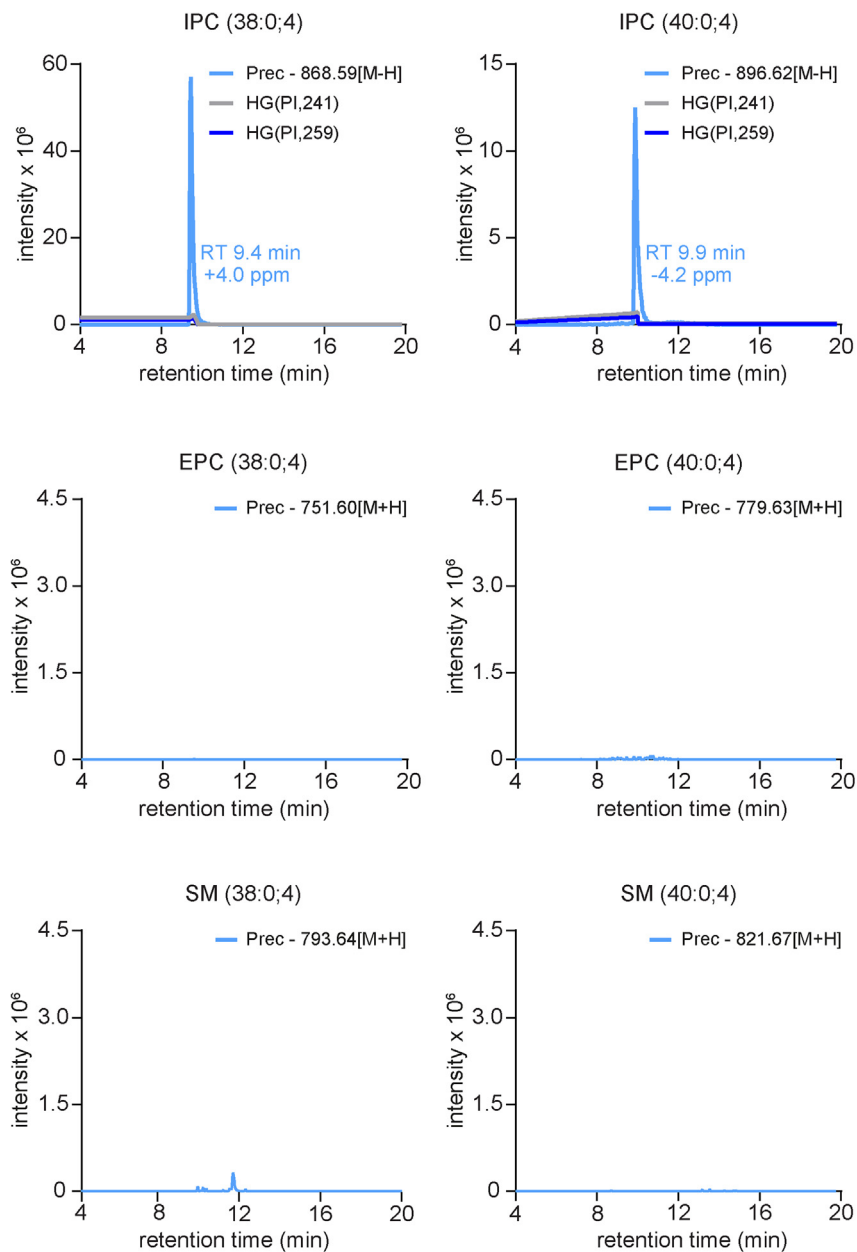 IPC (38:0;4)
60
40
20
0
intensity x 10⁶
Prec - 868.59[M-H]
HG(PI,241)
HG(PI,259)
RT 9.4 min
+4.0 ppm
4 8 12 16 20
retention time (min)
IPC (40:0;4)
15
13
5
0
intensity x 10⁶
Prec - 896.62[M-H]
HG(PI,241)
HG(PI,259)
RT 9.9 min
-4.2 ppm
4 8 12 16 20
retention time (min)
EPC (38:0;4)
4.5
3.0
1.5
0
intensity x 10⁶
Prec - 751.60[M+H]
4 8 12 16 20
retention time (min)
EPC (40:0;4)
4.5
3.0
1.5
0
intensity x 10⁶
Prec - 779.63[M+H]
4 8 12 16 20
retention time (min)
SM (38:0;4)
4.5
3.0
1.5
0
intensity x 10⁶
Prec - 793.64[M+H]
4 8 12 16 20
retention time (min)
SM (40:0;4)
4.5
3.0
1.5
0
intensity x 10⁶
Prec - 821.67[M+H]
4 8 12 16 20
retention time (min)